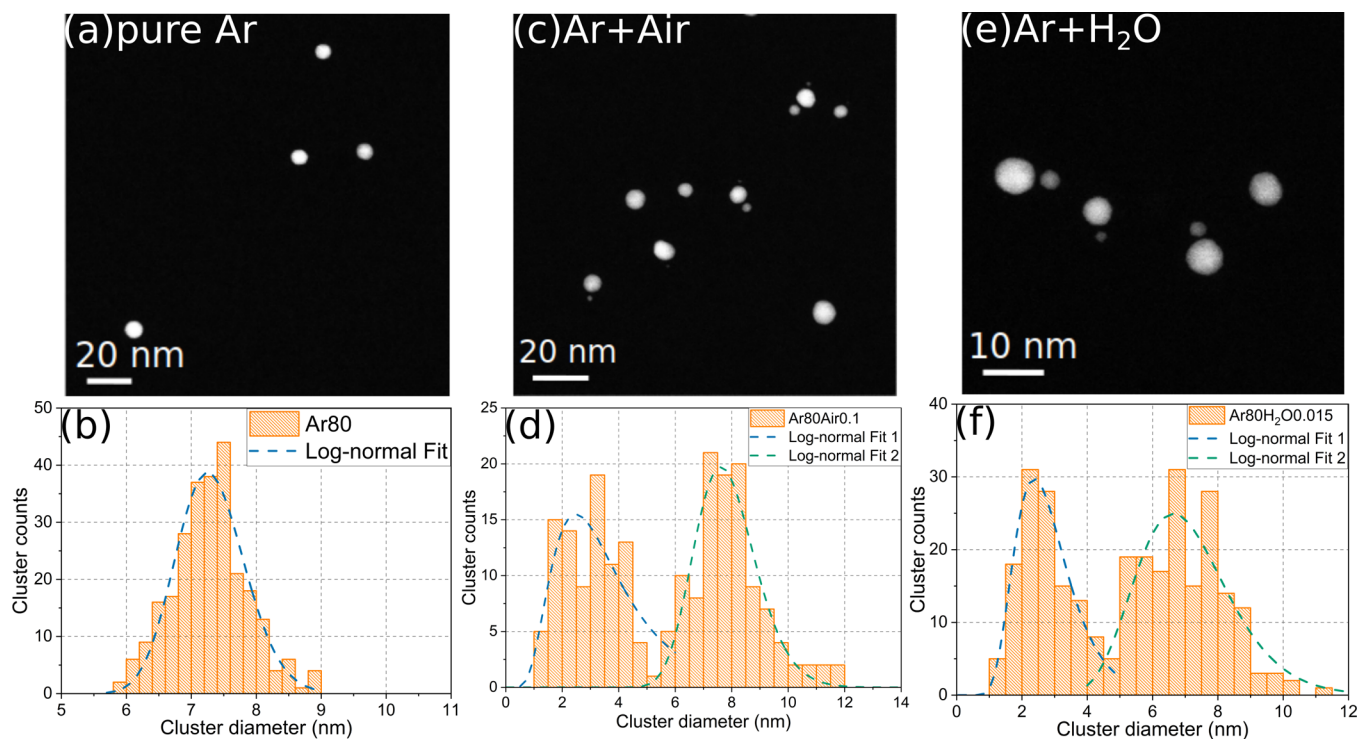 (a)pure Ar
20 nm
(c)Ar+Air
20 nm
(e)Ar+H₂O
10 nm
(b)
Ar80
Log-normal Fit
Cluster counts
50
40
30
20
10
0
5 6 7 8 9 10 11
Cluster diameter (nm)
(d)
Ar80Air0.1
Log-normal Fit 1
Log-normal Fit 2
Cluster counts
25
20
15
10
5
0
0 2 4 6 8 10 12 14
Cluster diameter (nm)
(f)
Ar80H₂O0.015
Log-normal Fit 1
Log-normal Fit 2
Cluster counts
40
30
20
10
0
0 2 4 6 8 10 12
Cluster diameter (nm)